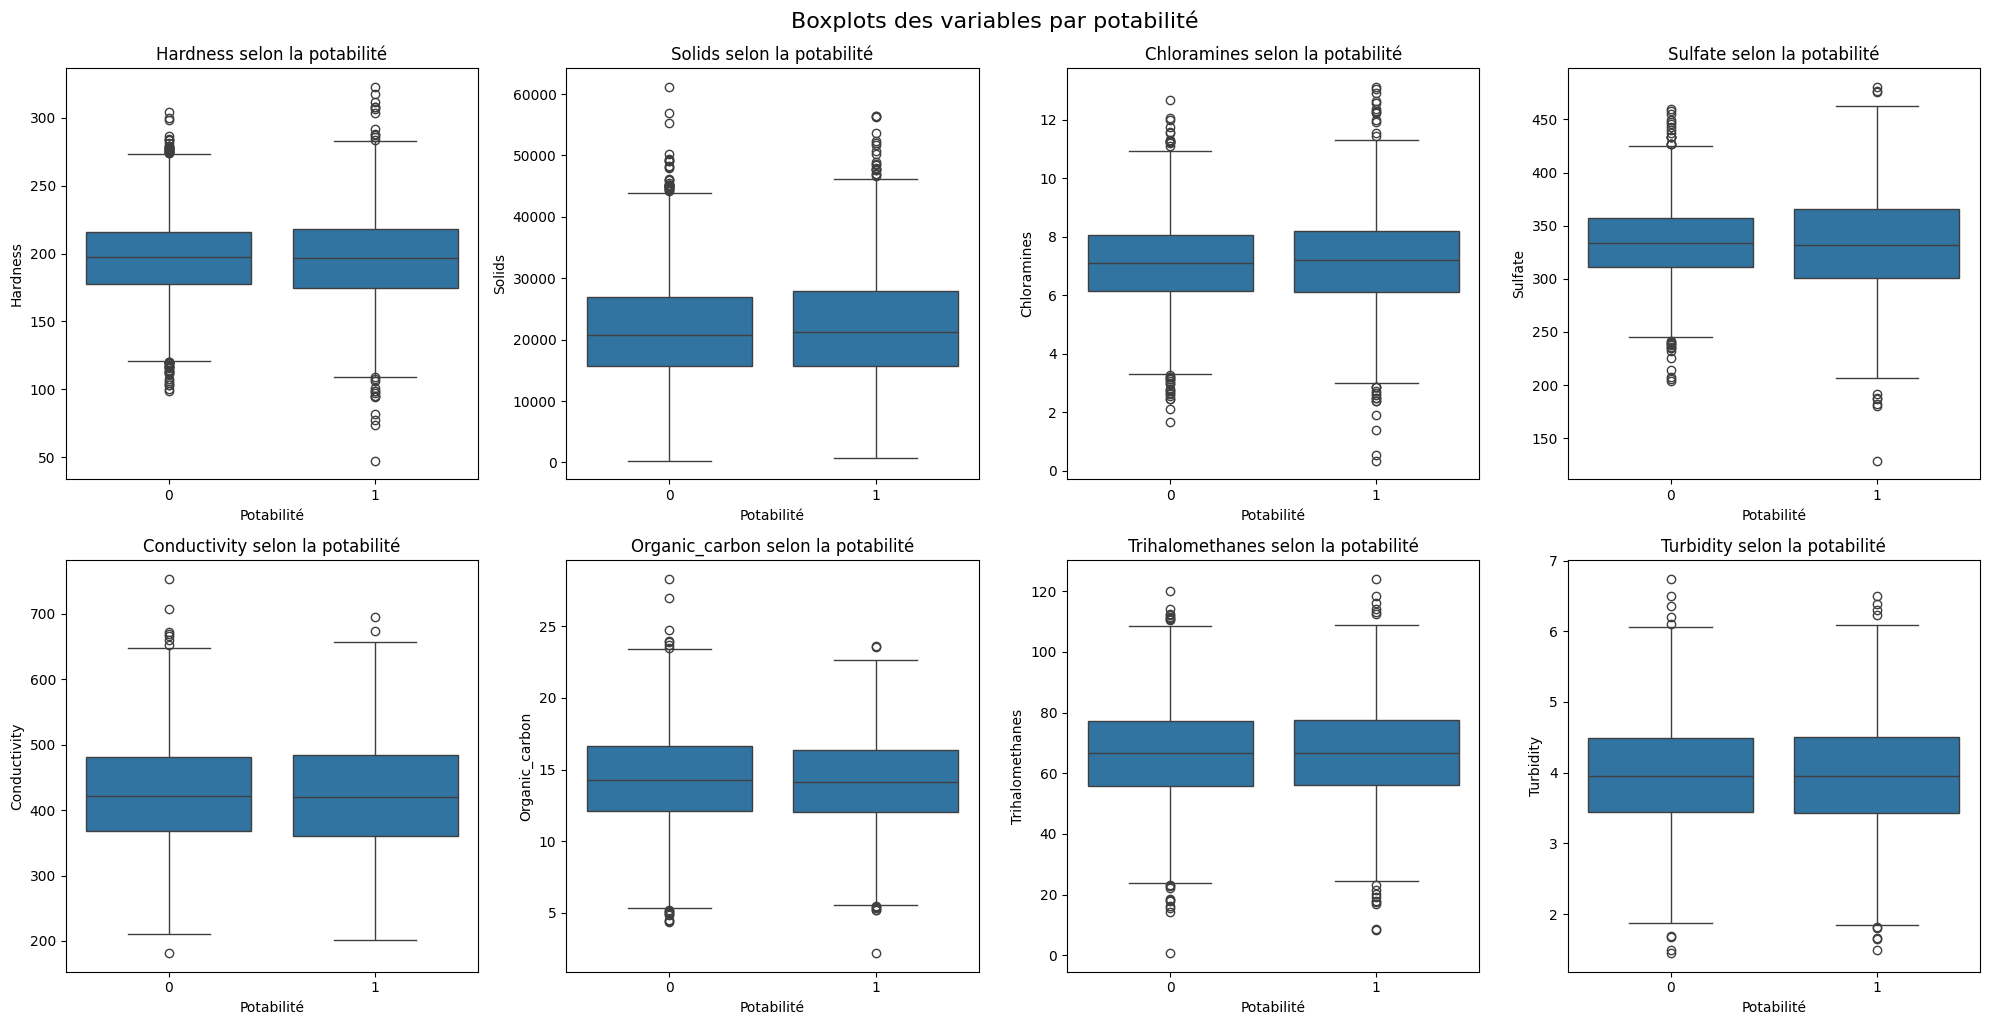 Boxplots des variables par potabilité
Hardness selon la potabilité
Solids selon la potabilité
Chloramines selon la potabilité
Sulfate selon la potabilité
Hardness
300
250
200
150
100
50
0
1
Potabilité
Solids
60000
50000
40000
30000
20000
10000
0
0
1
Potabilité
Chloramines
12
10
8
6
4
2
0
0
1
Potabilité
Sulfate
450
400
350
300
250
200
150
0
1
Potabilité
Conductivity selon la potabilité
Organic_carbon selon la potabilité
Trihalomethanes selon la potabilité
Turbidity selon la potabilité
Conductivity
700
600
500
400
300
200
0
1
Potabilité
Organic_carbon
25
20
15
10
5
0
1
Potabilité
Trihalomethanes
120
100
80
60
40
20
0
0
1
Potabilité
Turbidity
7
6
5
4
3
2
0
1
Potabilité